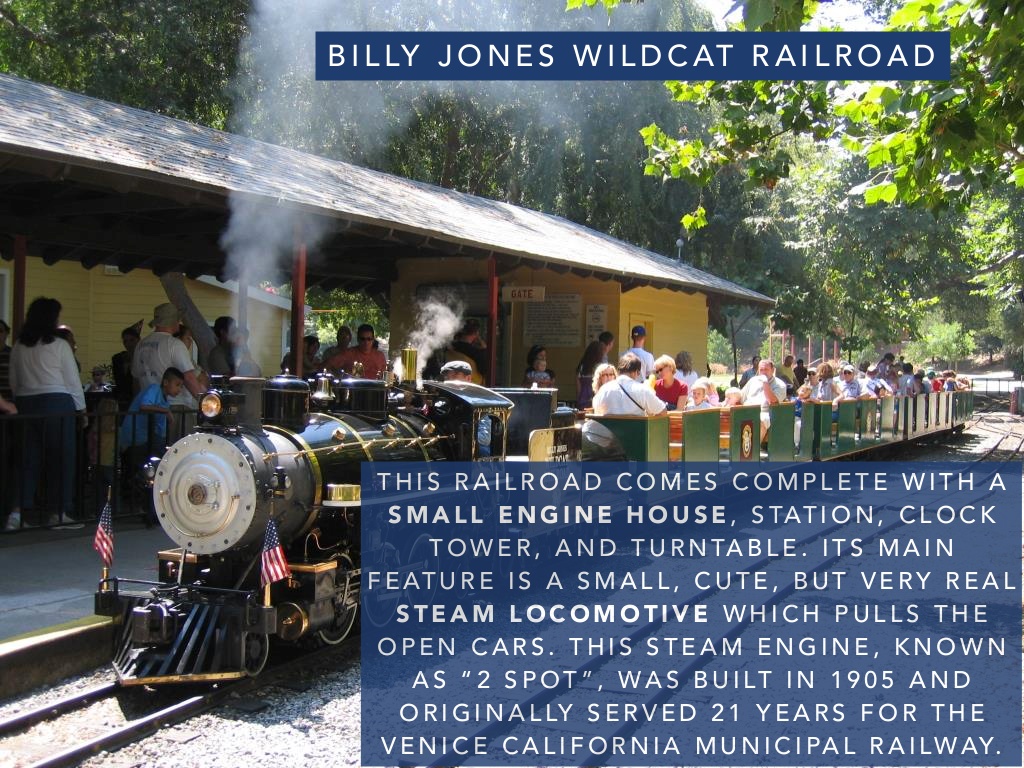 BILLY JONES WILDCAT RAILROAD
GATE
THIS RAILROAD COMES COMPLETE WITH A
SMALL ENGINE HOUSE, STATION, CLOCK
TOWER, AND TURNTABLE. ITS MAIN
FEATURE IS A SMALL, CUTE, BUT VERY REAL
STEAM LOCOMOTIVE WHICH PULLS THE
OPEN CARS. THIS STEAM ENGINE, KNOWN
AS “2 SPOT”, WAS BUILT IN 1905 AND
ORIGINALLY SERVED 21 YEARS FOR THE
VENICE CALIFORNIA MUNICIPAL RAILWAY.